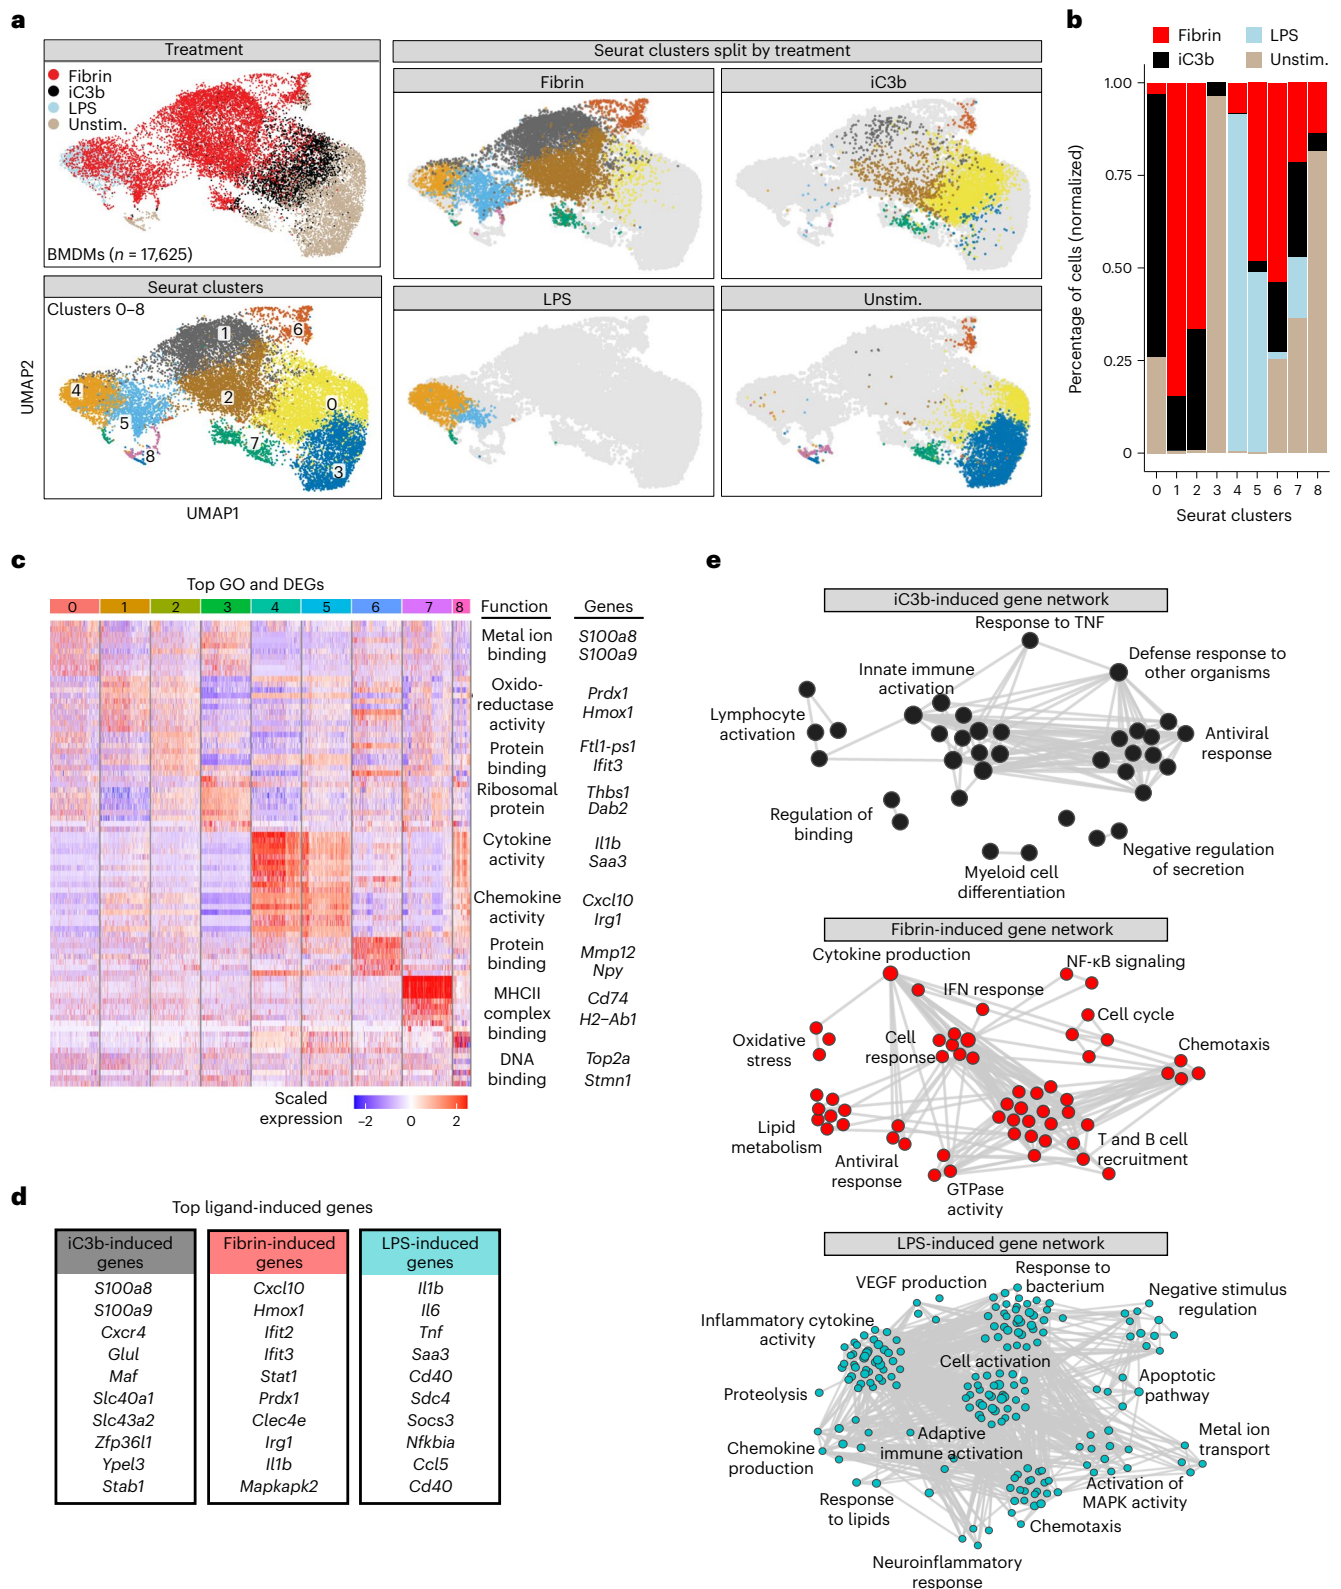 a
Treatment
Fibrin
iC3b
LPS
Unstim.
BMDMs (n = 17,625)
Seurat clusters
Clusters 0–8
1
6
4
2
0
5
7
8
3
UMAP2
UMAP1
Seurat clusters split by treatment
Fibrin
iC3b
LPS
Unstim.
b
Fibrin
LPS
iC3b
Unstim.
Percentage of cells (normalized)
1.00
0.75
0.50
0.25
0
0 1 2 3 4 5 6 7 8
Seurat clusters
c
Top GO and DEGs
0 1 2 3 4 5 6 7 8
Function
Genes
Metal ion
binding
S100a8
S100a9
Oxido-
reductase
activity
Prdx1
Hmox1
Protein
binding
Ftl1-ps1
Ifit3
Ribosomal
protein
Thbs1
Dab2
Cytokine
activity
Il1b
Saa3
Chemokine
activity
Cxcl10
Irg1
Protein
binding
Mmp12
Npy
MHCII
complex
binding
Cd74
H2−Ab1
DNA
binding
Top2a
Stmn1
Scaled
expression
−2 0 2
d
Top ligand-induced genes
iC3b-induced
genes
S100a8
S100a9
Cxcr4
Glul
Maf
Slc40a1
Slc43a2
Zfp36l1
Ypel3
Stab1
Fibrin-induced
genes
Cxcl10
Hmox1
Ifit2
Ifit3
Stat1
Prdx1
Clec4e
Irg1
Il1b
Mapkapk2
LPS-induced
genes
Il1b
Il6
Tnf
Saa3
Cd40
Sdc4
Socs3
Nfkbia
Ccl5
Cd40
e
iC3b-induced gene network
Response to TNF
Defense response to
other organisms
Innate immune
activation
Lymphocyte
activation
Antiviral
response
Regulation of
binding
Negative regulation
of secretion
Myeloid cell
differentiation
Fibrin-induced gene network
Cytokine production
NF-κB signaling
IFN response
Cell cycle
Oxidative
stress
Cell
response
Chemotaxis
Lipid
metabolism
Antiviral
response
T and B cell
recruitment
GTPase
activity
LPS-induced gene network
Response to
bacterium
VEGF production
Negative stimulus
regulation
Inflammatory cytokine
activity
Cell activation
Apoptotic
pathway
Proteolysis
Adaptive
immune activation
Metal ion
transport
Chemokine
production
Activation of
MAPK activity
Response
to lipids
Chemotaxis
Neuroinflammatory
response